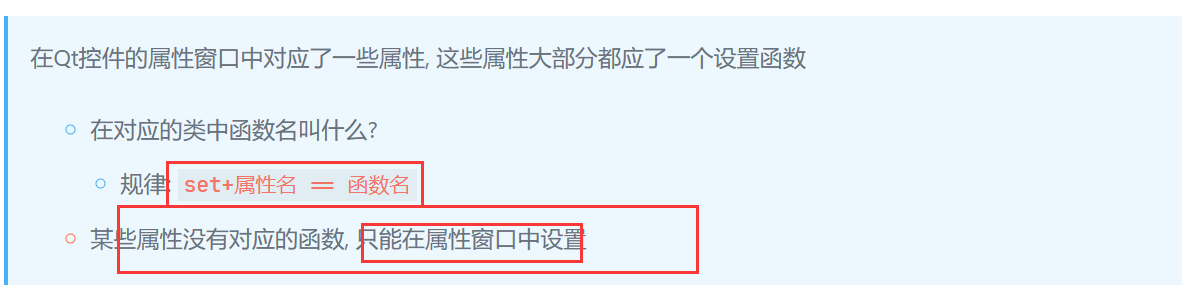 在Qt控件的属性窗口中对应了一些属性, 这些属性大部分都应了一个设置函数
在对应的类中函数名叫什么?
规律: set+属性名 == 函数名
某些属性没有对应的函数, 只能在属性窗口中设置